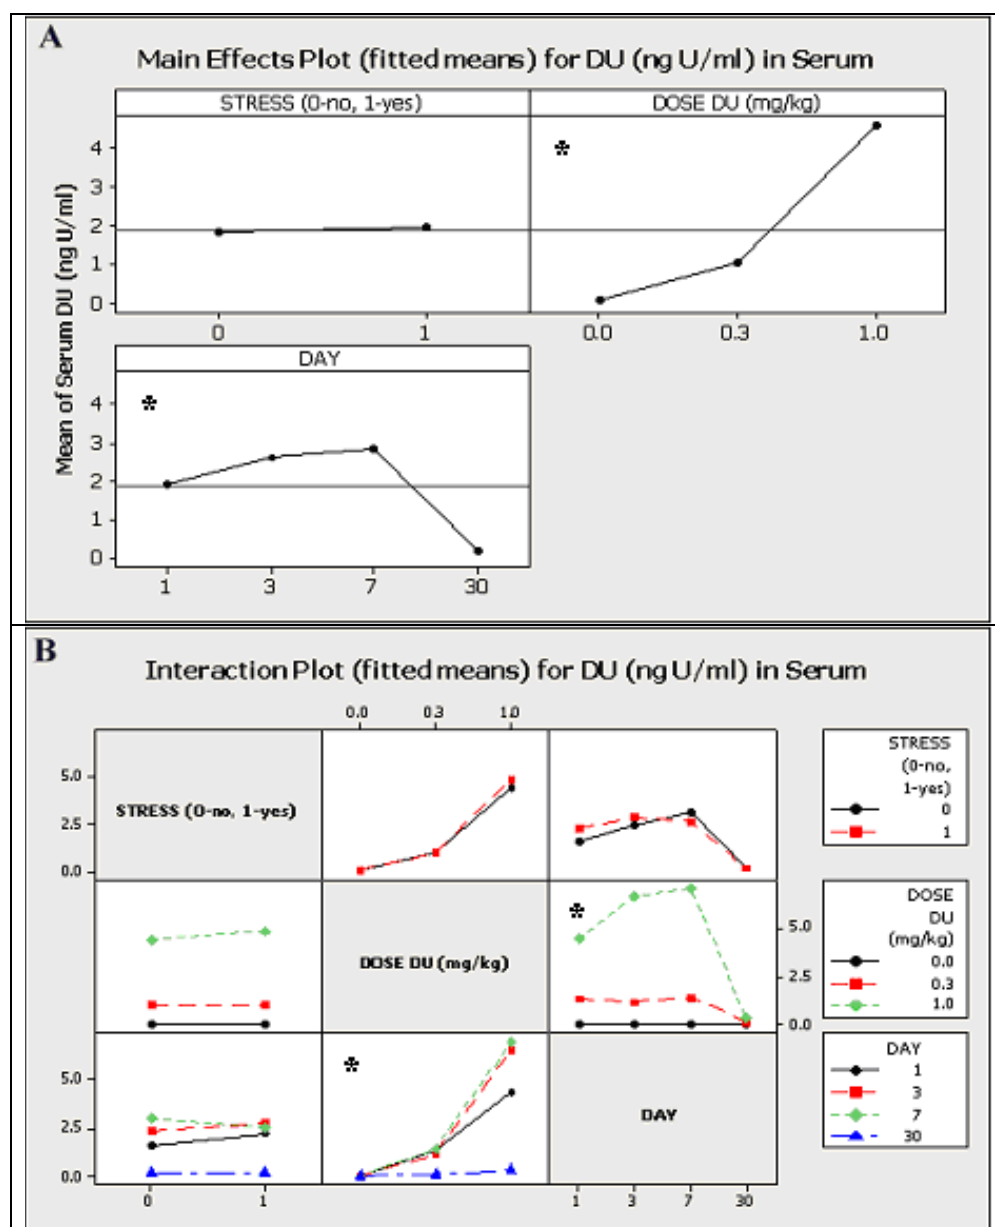 A
Main Effects Plot (fitted means) for DU (ng U/ml) in Serum
STRESS (0-no, 1-yes)
DOSE DU (mg/kg)
Mean of Serum DU (ng U/ml)
4
3
2
1
0
*
0
1
0.0
0.3
1.0
DAY
4
3
2
1
0
*
1
3
7
30
B
Interaction Plot (fitted means) for DU (ng U/ml) in Serum
0.0
0.3
1.0
5.0
2.5
0.0
STRESS (0-no, 1-yes)
STRESS
(0-no,
1-yes)
0
1
DOSE DU (mg/kg)
*
5.0
2.5
0.0
DOSE
DU
(mg/kg)
0.0
0.3
1.0
5.0
2.5
0.0
*
DAY
DAY
1
3
7
30
0
1
1
3
7
30